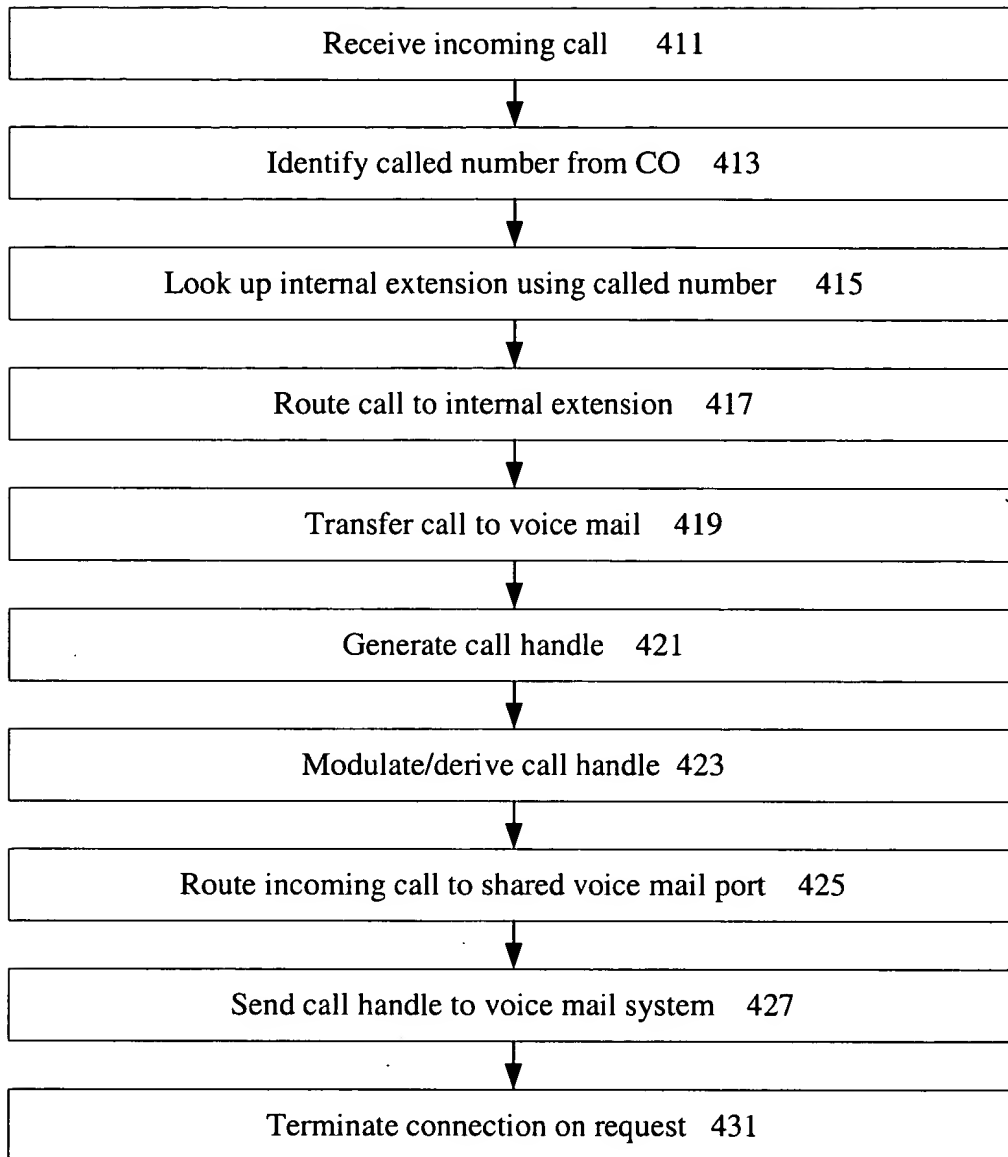 Receive incoming call 411
Identify called number from CO 413
Look up internal extension using called number 415
Route call to internal extension 417
Transfer call to voice mail 419
Generate call handle 421
Modulate/derive call handle 423
Route incoming call to shared voice mail port 425
Send call handle to voice mail system 427
Terminate connection on request 431